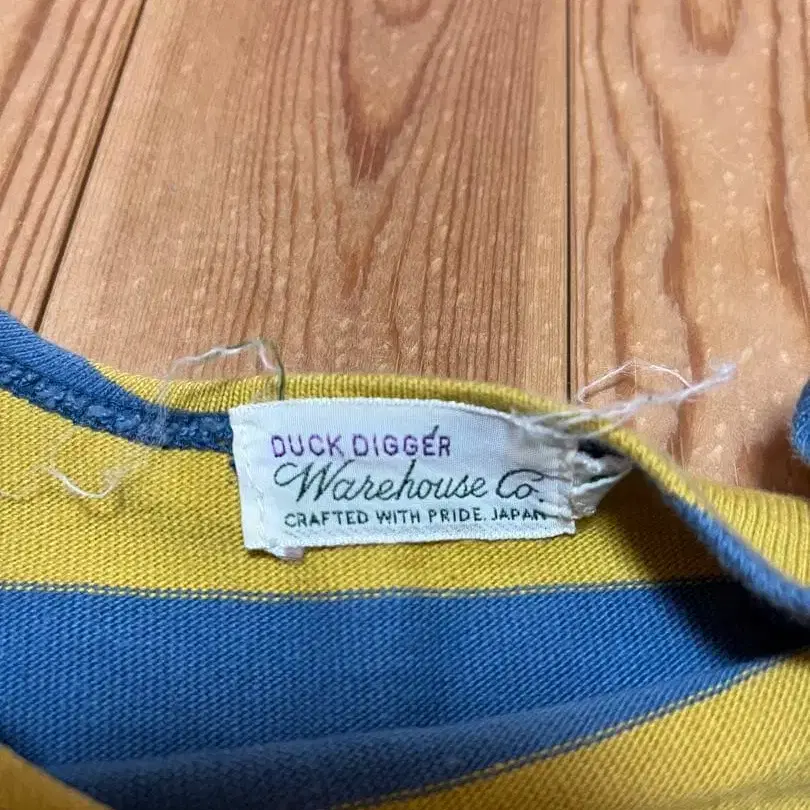 DUCK DIGGER
Warehouse Co.
CRAFTED WITH PRIDE. JAPAN